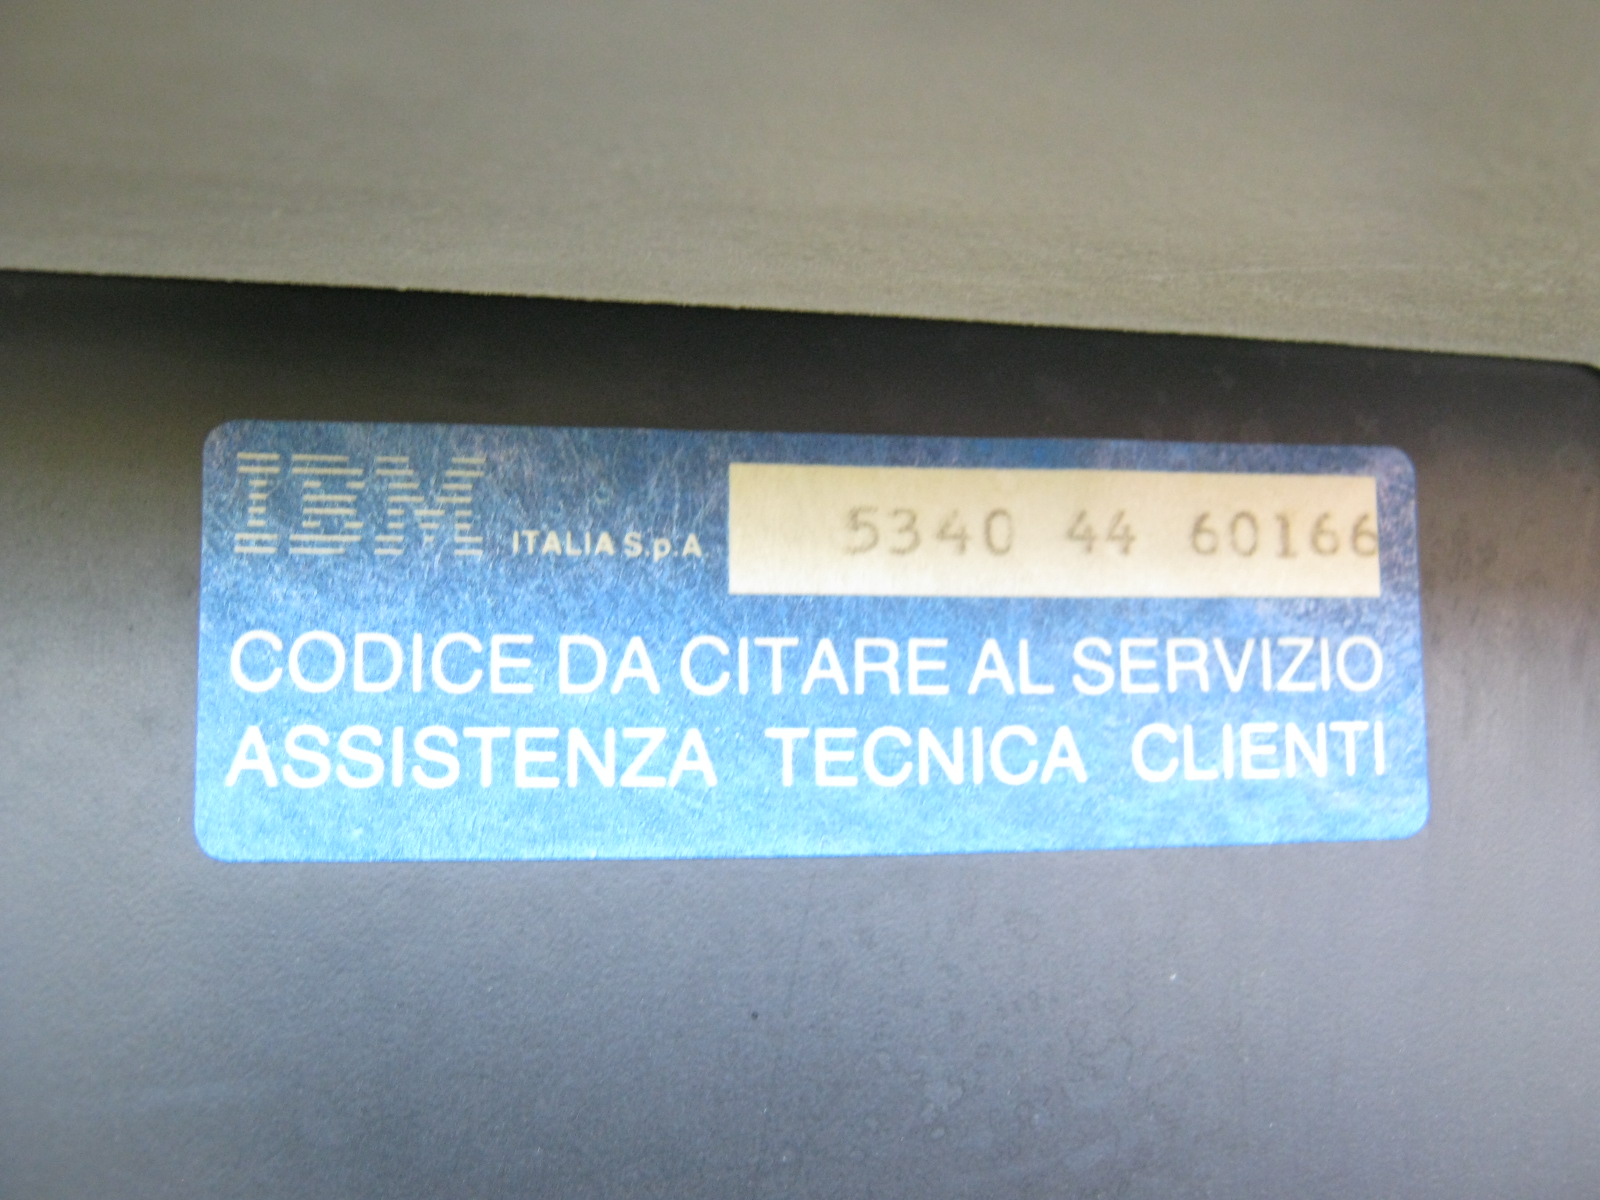 IBM ITALIA S.p.A 5340 44 60166
CODICE DA CITARE AL SERVIZIO
ASSISTENZA TECNICA CLIENTI